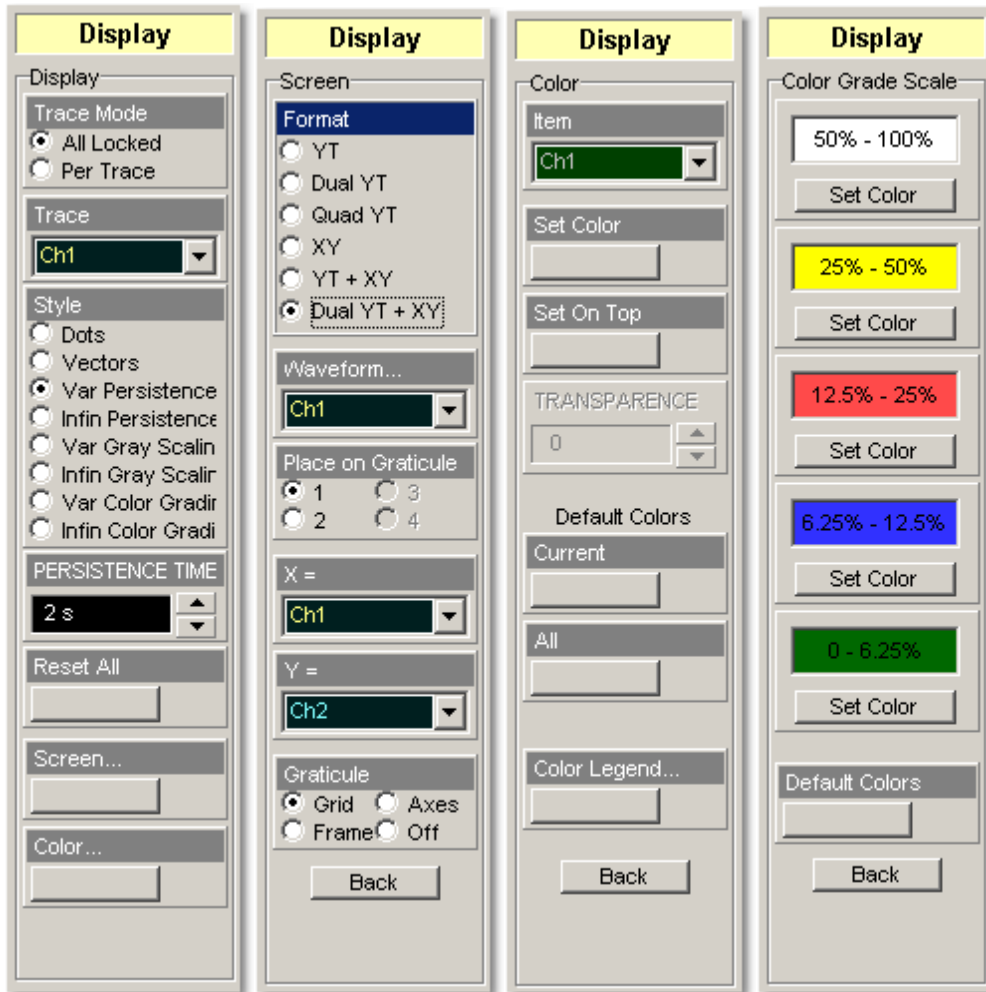 Display
Display
Trace Mode
All Locked
Per Trace
Trace
Ch1
Style
Dots
Vectors
Var Persistence
Infin Persistence
Var Gray Scalin
Infin Gray Scalin
Var Color Gradin
Infin Color Gradi
PERSISTENCE TIME
2 s
Reset All
Screen...
Color...
Display
Screen
Format
YT
Dual YT
Quad YT
XY
YT + XY
Dual YT + XY
Waveform...
Ch1
Place on Graticule
1 3
2 4
X =
Ch1
Y =
Ch2
Graticule
Grid Axes
Frame Off
Back
Display
Color
Item
Ch1
Set Color
Set On Top
TRANSPARENCE
0
Default Colors
Current
All
Color Legend...
Back
Display
Color Grade Scale
50% - 100%
Set Color
25% - 50%
Set Color
12.5% - 25%
Set Color
6.25% - 12.5%
Set Color
0 - 6.25%
Set Color
Default Colors
Back